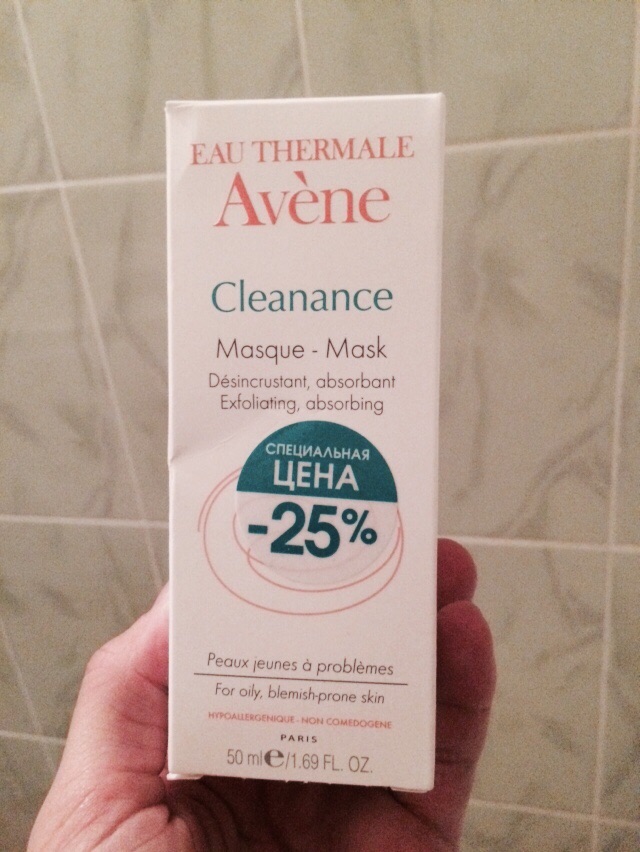 EAU THERMALE
Avène
Cleanance
Masque - Mask
Désincrustant, absorbant
Exfoliating, absorbing
СПЕЦИАЛЬНАЯ
ЦЕНА
-25%
Peaux jeunes à problèmes
For oily, blemish-prone skin
HYPOALLERGENIQUE - NON COMEDOGENE
PARIS
50 ml e/1.69 FL. OZ.